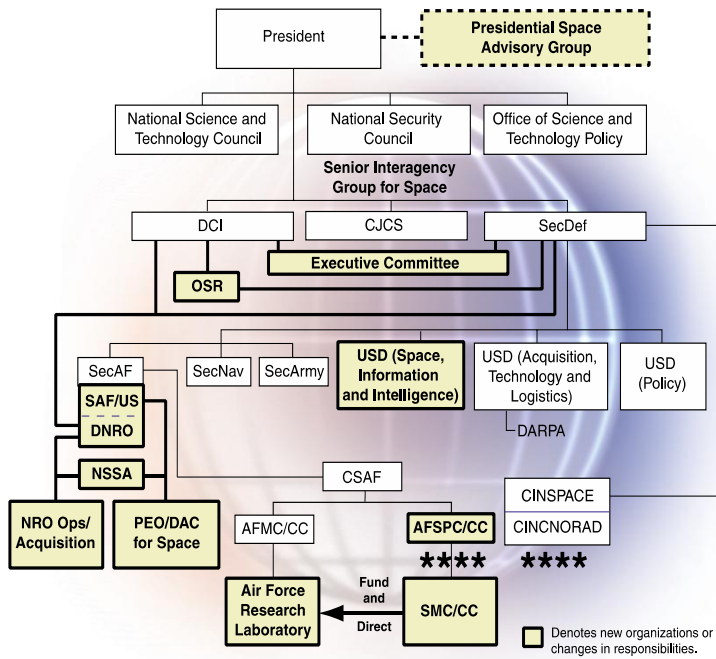 President
Presidential Space
Advisory Group
National Science and
Technology Council
National Security
Council
Office of Science and
Technology Policy
Senior Interagency
Group for Space
DCI
CJCS
SecDef
Executive Committee
OSR
SecAF
SecNav
SecArmy
USD (Space,
Information
and Intelligence)
USD (Acquisition,
Technology and
Logistics)
USD
(Policy)
SAF/US
DNRO
DARPA
NSSA
CSAF
NRO Ops/
Acquisition
PEO/DAC
for Space
AFMC/CC
AFSPC/CC
CINSPACE
CINCNORAD
****
****
Air Force
Research
Laboratory
Fund
and
Direct
SMC/CC
Denotes new organizations or
changes in responsibilities.